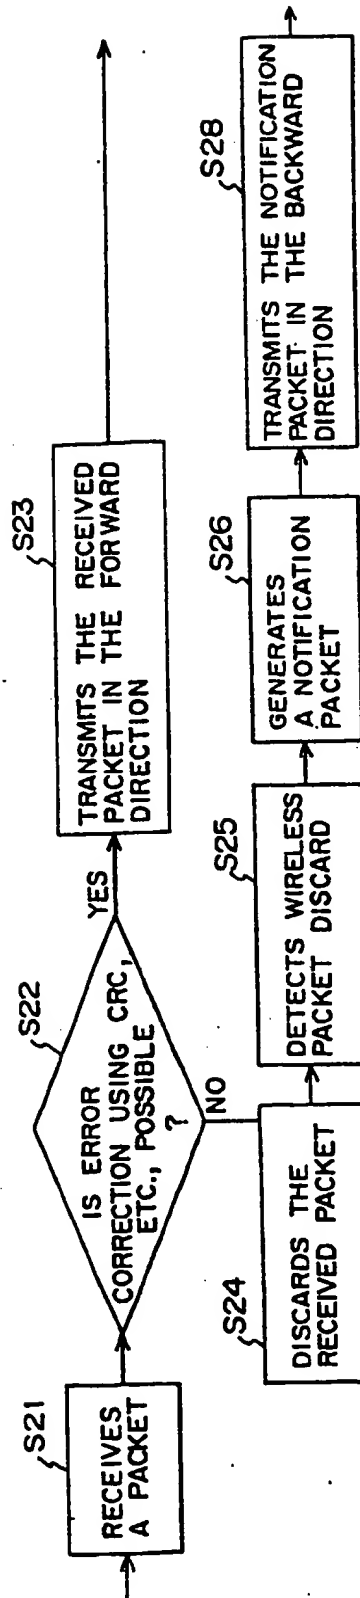 S21
RECEIVES
A PACKET
S22
IS ERROR
CORRECTION USING CRC,
ETC., POSSIBLE
?
YES
NO
S23
TRANSMITS THE RECEIVED
PACKET IN THE FORWARD
DIRECTION
S24
DISCARDS THE
RECEIVED PACKET
S25
DETECTS WIRELESS
PACKET DISCARD
S26
GENERATES
A NOTIFICATION
PACKET
S28
TRANSMITS THE NOTIFICATION
PACKET IN THE BACKWARD
DIRECTION